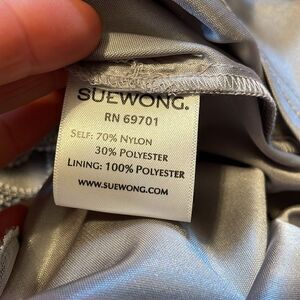 SUEWONG.
RN 69701
SELF: 70% NYLON
30% POLYESTER
LINING: 100% POLYESTER
WWW.SUEWONG.COM